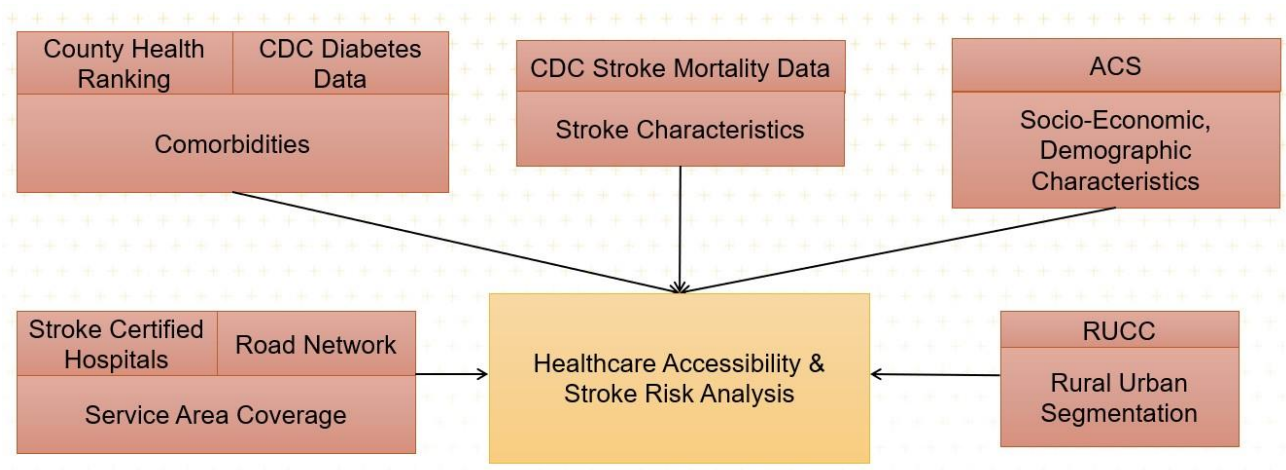 County Health
Ranking
CDC Diabetes
Data
Comorbidities
CDC Stroke Mortality Data
Stroke Characteristics
ACS
Socio-Economic,
Demographic
Characteristics
Stroke Certified
Hospitals
Road Network
Service Area Coverage
Healthcare Accessibility &
Stroke Risk Analysis
RUCC
Rural Urban
Segmentation